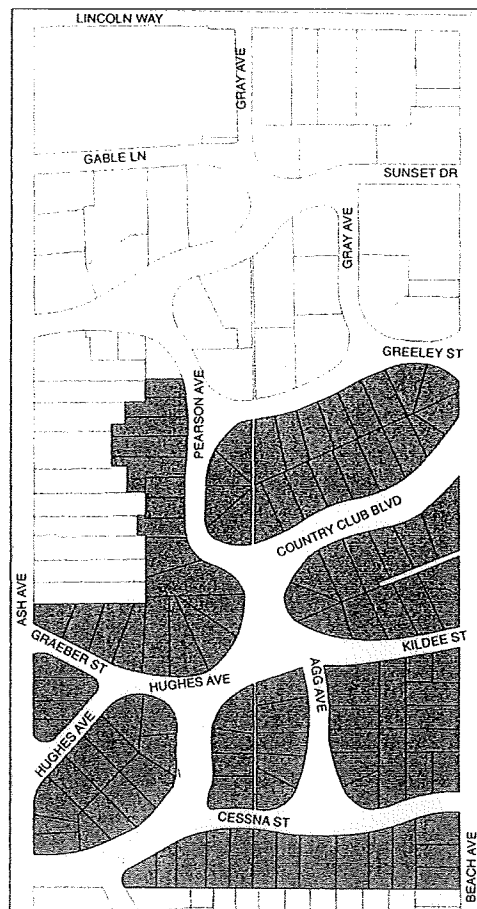 LINCOLN WAY
GRAY AVE
GABLE LN
SUNSET DR
GRAY AVE
GREELEY ST
PEARSON AVE
COUNTRY CLUB BLVD
ASH AVE
GRAEBER ST
KILDEE ST
HUGHES AVE
AGG AVE
HUGHES AVE
CESSNA ST
BEACH AVE